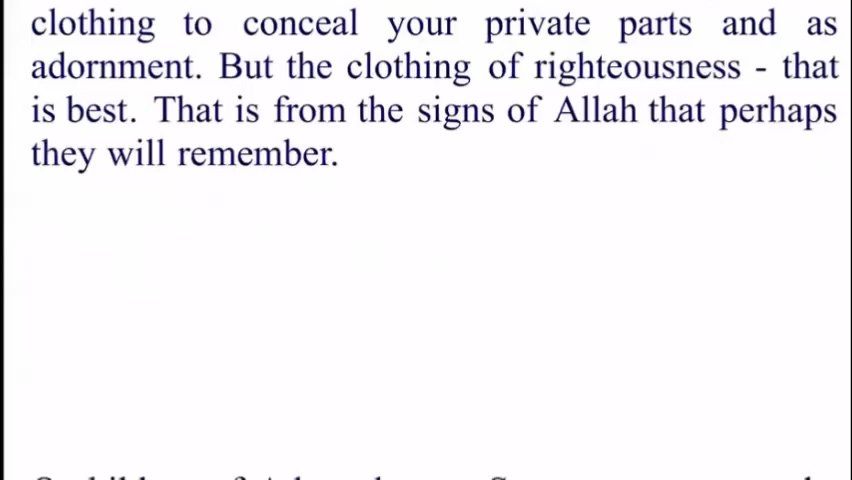 clothing to conceal your private parts and as
adornment. But the clothing of righteousness - that
is best. That is from the signs of Allah that perhaps
they will remember.